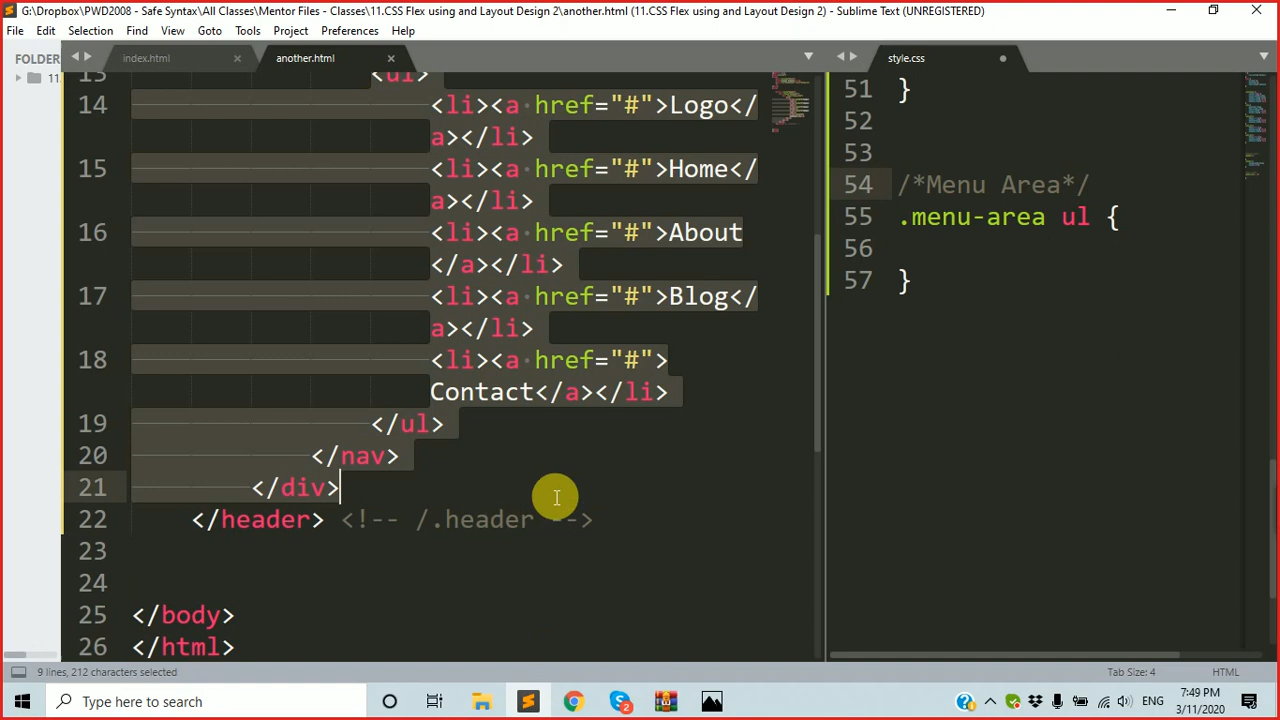 G:\Dropbox\PWD2008 - Safe Syntax\All Classes\Mentor Files - Classes\11.CSS Flex using and Layout Design 2\another.html (11.CSS Flex using and Layout Design 2) - Sublime Text (UNREGISTERED)
File Edit Selection Find View Goto Tools Project Preferences Help
FOLDER index.html another.html style.css
11.
13 <ul>
14 <li><a href="#">Logo</
a></li>
15 <li><a href="#">Home</
a></li>
16 <li><a href="#">About
</a></li>
17 <li><a href="#">Blog</
a></li>
18 <li><a href="#">
Contact</a></li>
19 </ul>
20 </nav>
21 </div>
22 </header> <!-- /.header -->
23
24
25 </body>
26 </html>
51 }
52
53
54 /*Menu Area*/
55 .menu-area ul {
56
57 }
9 lines, 212 characters selected Tab Size: 4 HTML
Type here to search 2 ENG 7:49 PM
3/11/2020